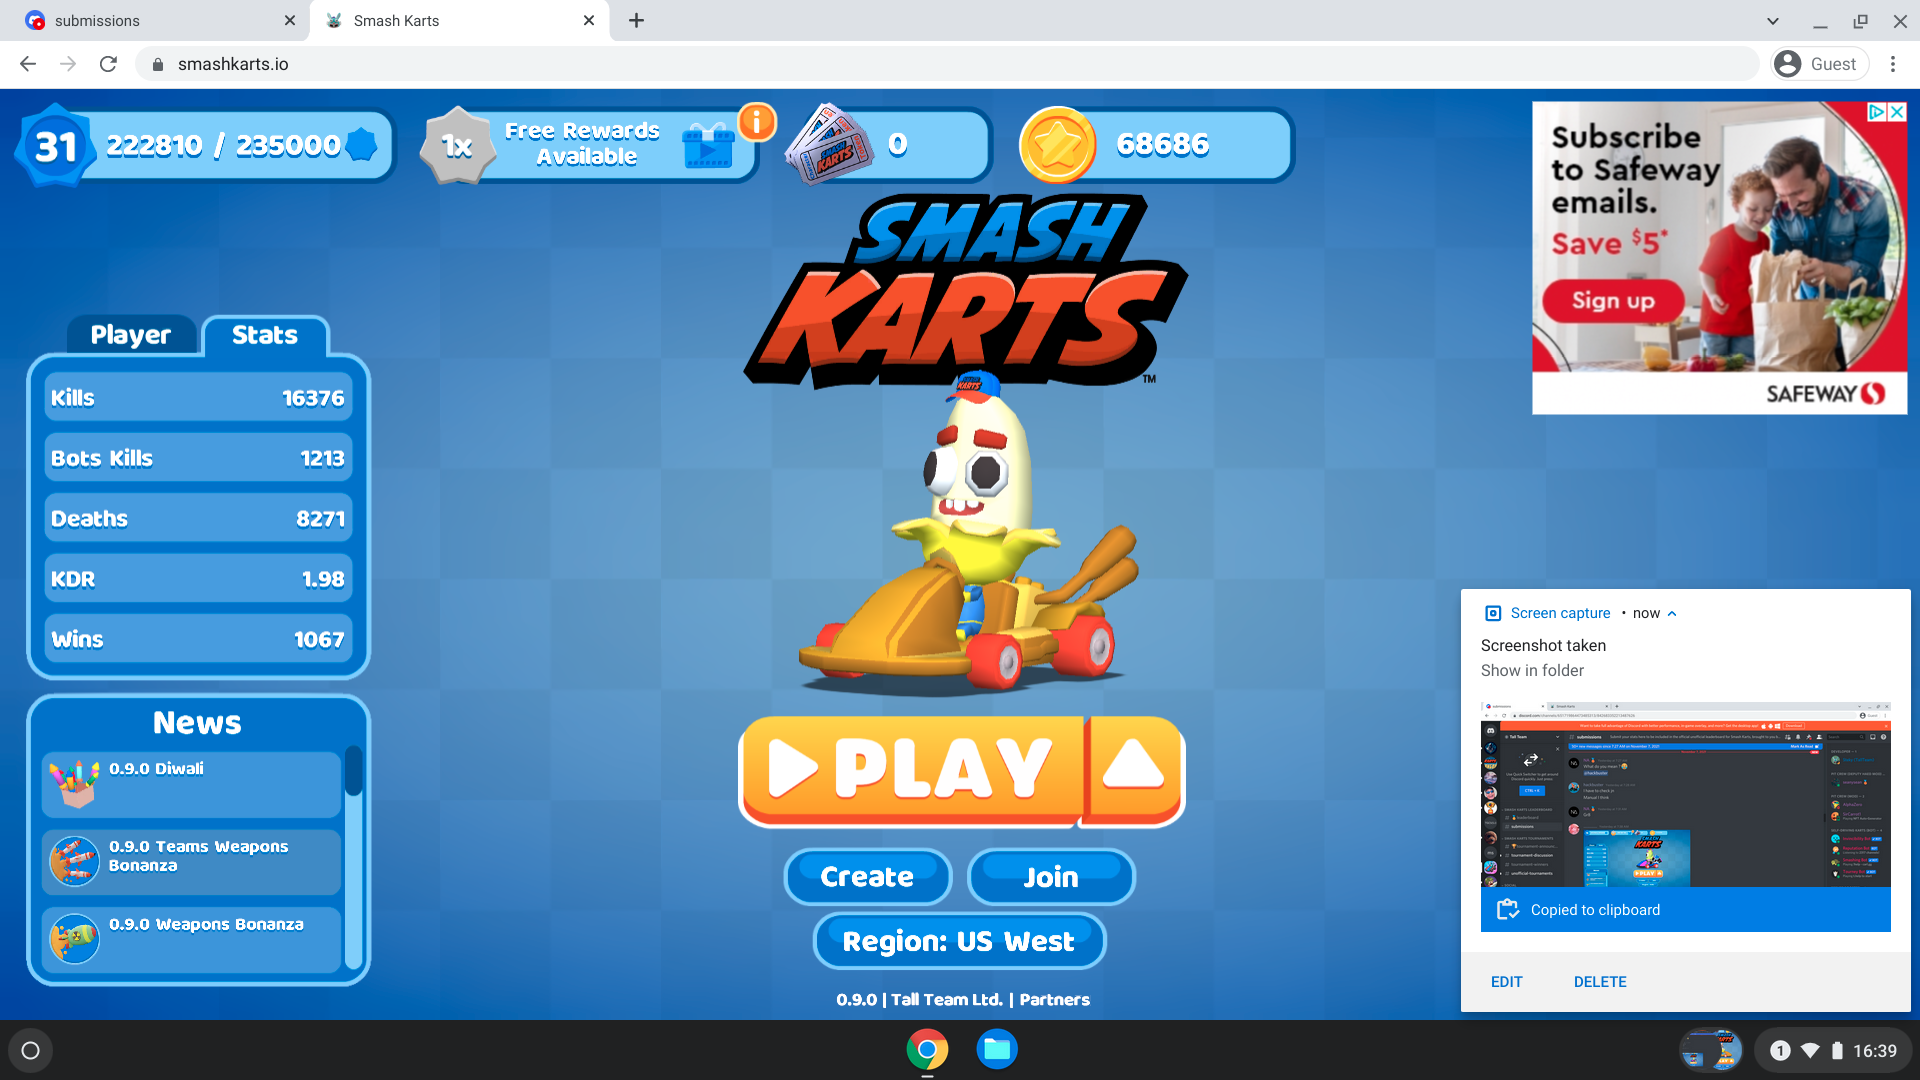 submissions
Smash Karts
smashkarts.io
Guest
31
222810 / 235000
1x
Free Rewards
Available
i
0
68686
SMASH
KARTS
TM
Subscribe
to Safeway
emails.
Save $5*
Sign up
SAFEWAY
Player
Stats
Kills 16376
Bots Kills 1213
Deaths 8271
KDR 1.98
Wins 1067
News
0.9.0 Diwali
0.9.0 Teams Weapons
Bonanza
0.9.0 Weapons Bonanza
PLAY
Create
Join
Region: US West
0.9.0 | Tall Team Ltd. | Partners
Screen capture • now
Screenshot taken
Show in folder
Copied to clipboard
EDIT
DELETE
1
16:39